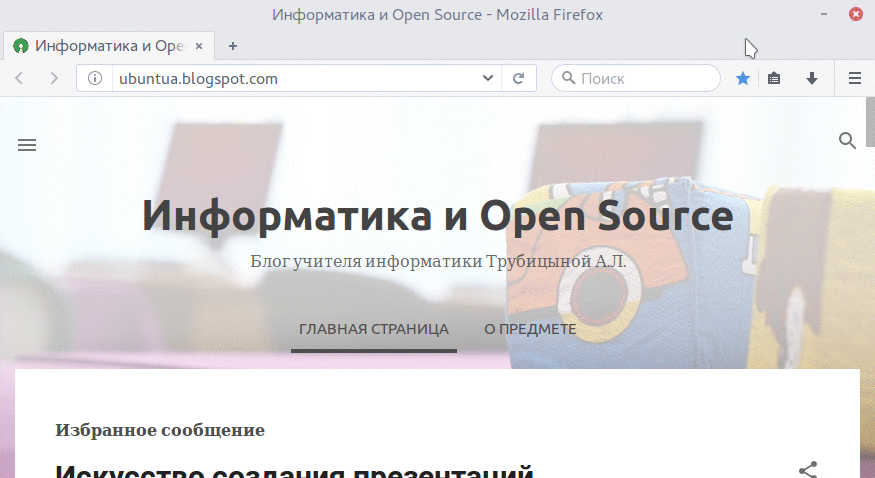 Информатика и Open Source - Mozilla Firefox
Информатика и Ope
ubuntua.blogspot.com
Поиск
Информатика и Open Source
Блог учителя информатики Трубицыной А.Л.
ГЛАВНАЯ СТРАНИЦА
О ПРЕДМЕТЕ
Избранное сообщение
Искусство создания презентаций